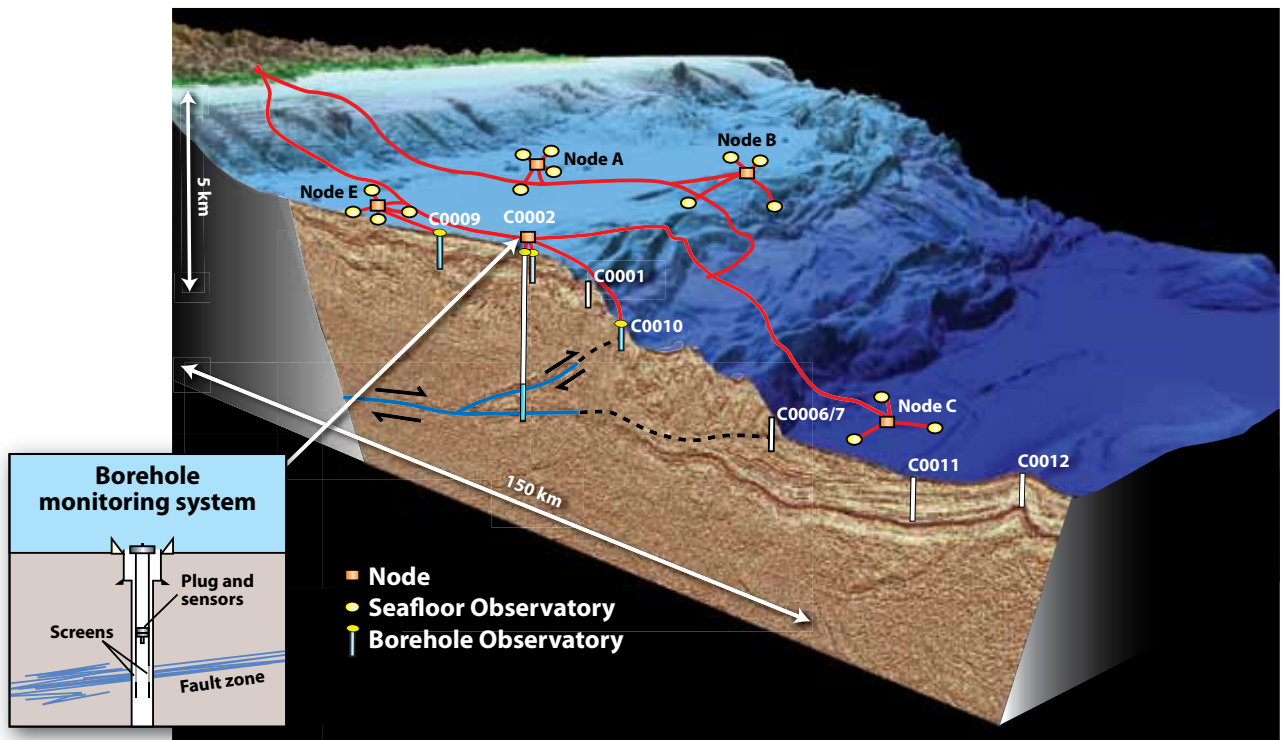 Node B
Node A
Node E
C0009
C0002
5 km
C0001
C0010
Node C
C0006/7
C0011
C0012
150 km
Borehole
monitoring system
Plug and
sensors
Screens
Fault zone
Node
Seafloor Observatory
Borehole Observatory